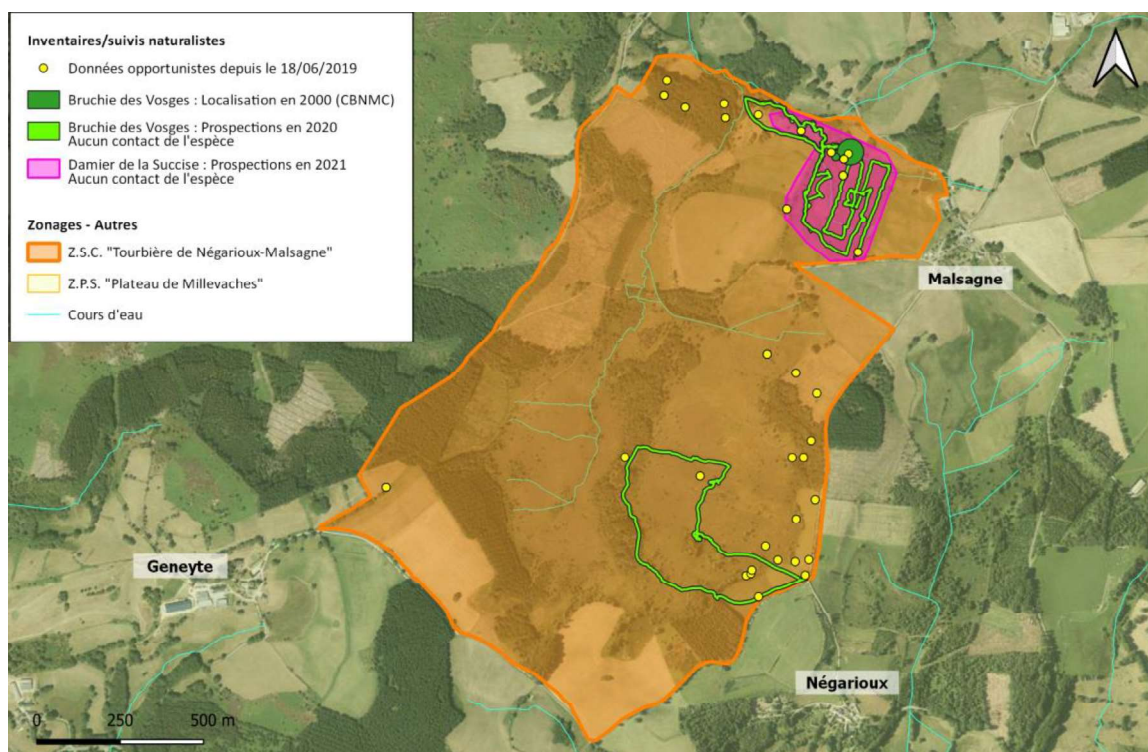 Inventaires/suivis naturalistes
Données opportunistes depuis le 18/06/2019
Bruchie des Vosges : Localisation en 2000 (CBNMC)
Bruchie des Vosges : Prospections en 2020
Aucun contact de l'espèce
Damier de la Succise : Prospections en 2021
Aucun contact de l'espèce
Zonages - Autres
Z.S.C. "Tourbière de Négarioux-Malsagne"
Z.P.S. "Plateau de Millevaches"
Cours d'eau
Malsagne
Geneyte
Négarioux
0 250 500 m